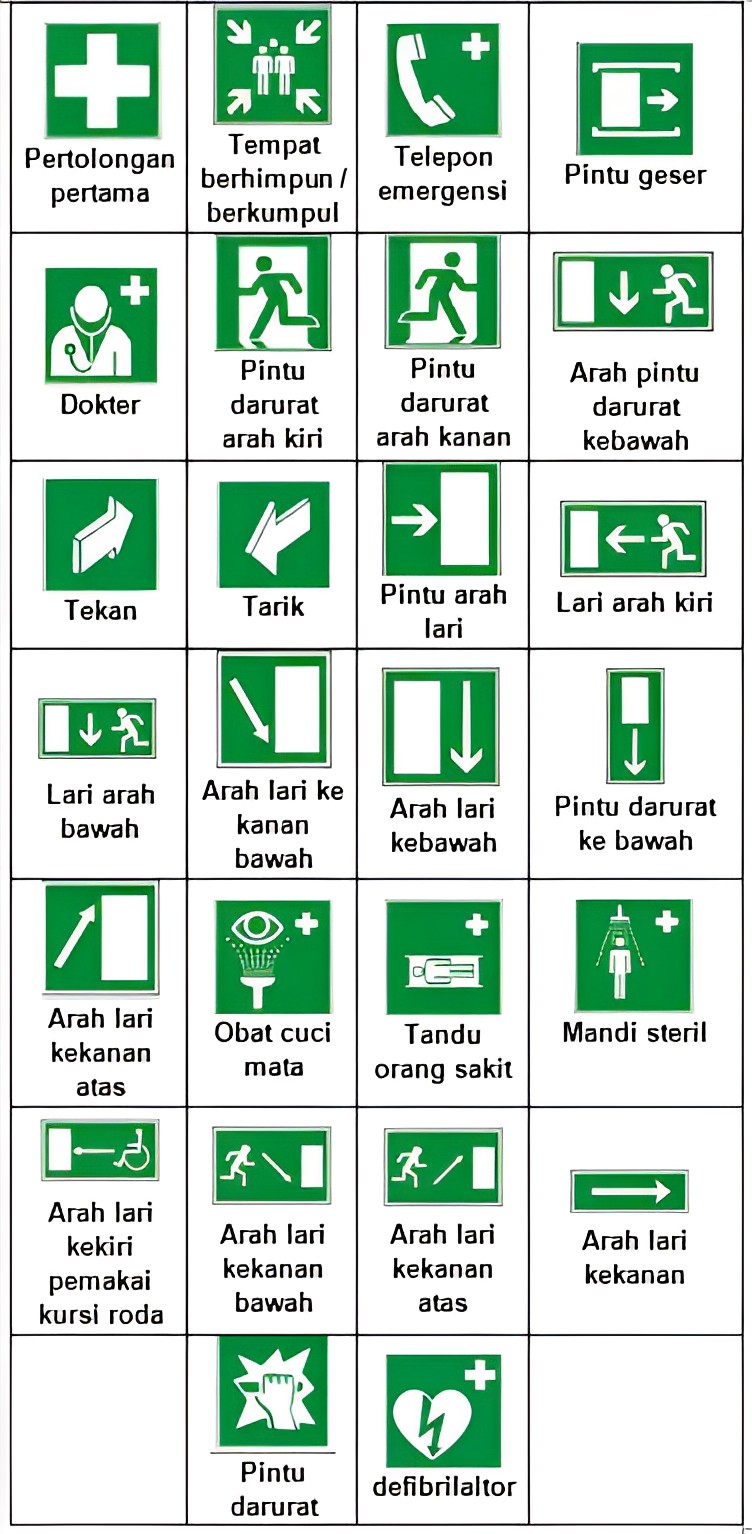 Pertolongan
pertama
Tempat
berhimpun /
berkumpul
Telepon
emergensi
Pintu geser
Dokter
Pintu
darurat
arah kiri
Pintu
darurat
arah kanan
Arah pintu
darurat
kebawah
Tekan
Tarik
Pintu arah
lari
Lari arah kiri
Lari arah
bawah
Arah lari ke
kanan
bawah
Arah lari
kebawah
Pintu darurat
ke bawah
Arah lari
kekanan
atas
Obat cuci
mata
Tandu
orang sakit
Mandi steril
Arah lari
kekiri
pemakai
kursi roda
Arah lari
kekanan
bawah
Arah lari
kekanan
atas
Arah lari
kekanan
Pintu
darurat
defibrilaltor